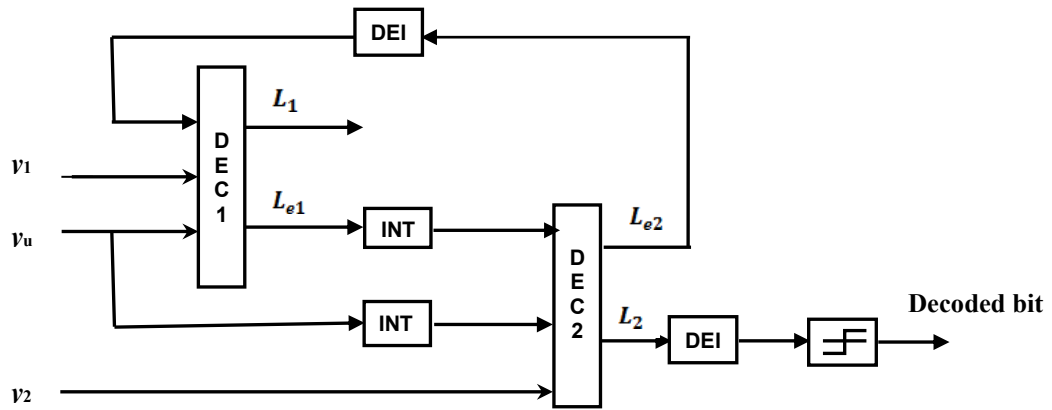 DEI
L1
DEC1
v1
Le1
INT
vu
Le2
DEC2
INT
L2
DEI
Decoded bit
v2